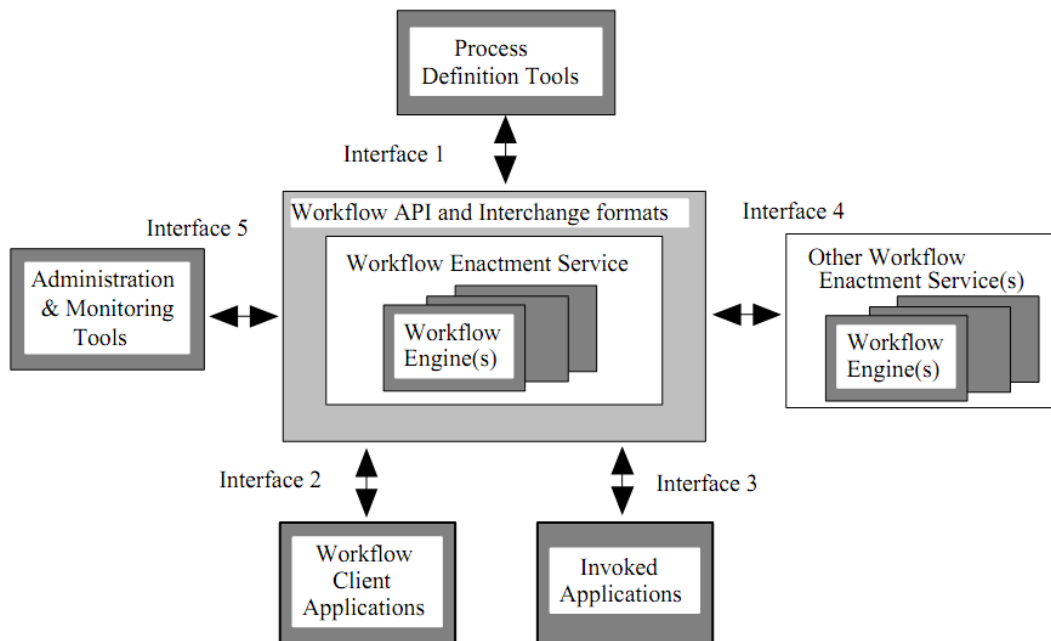 Process
Definition Tools
Interface 1
Workflow API and Interchange formats
Interface 5
Interface 4
Administration
& Monitoring
Tools
Workflow Enactment Service
Workflow
Engine(s)
Other Workflow
Enactment Service(s)
Workflow
Engine(s)
Interface 2
Interface 3
Workflow
Client
Applications
Invoked
Applications